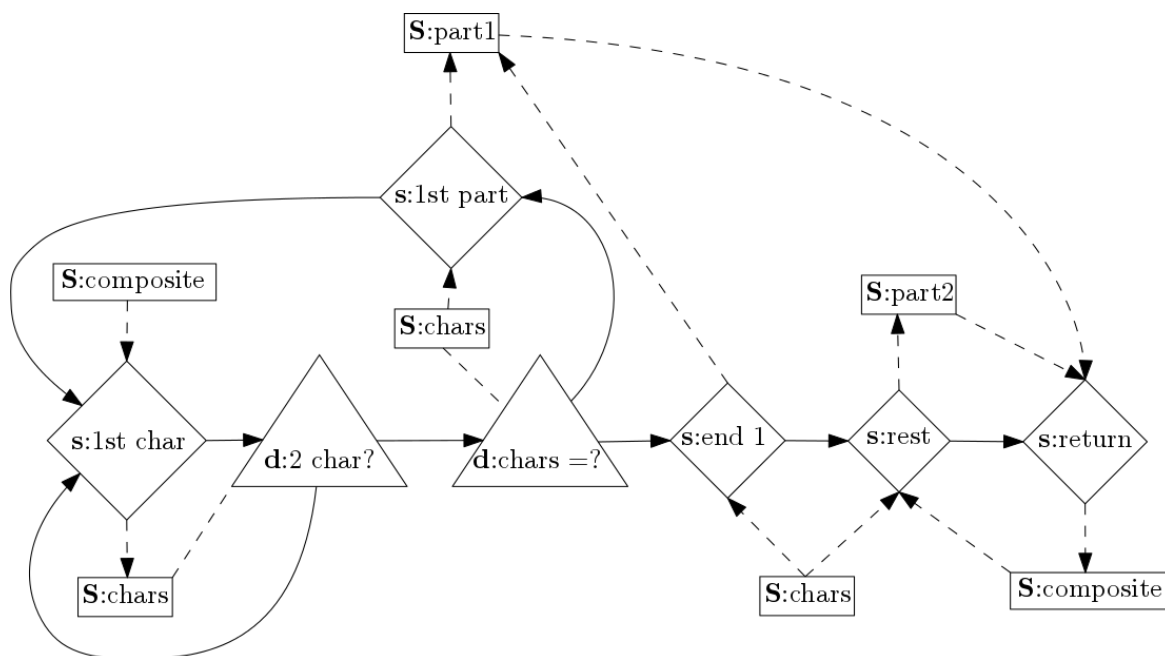 S:part1
s:1st part
S:composite
S:part2
S:chars
s:1st char
d:2 char?
d:chars =?
s:end 1
s:rest
s:return
S:chars
S:chars
S:composite